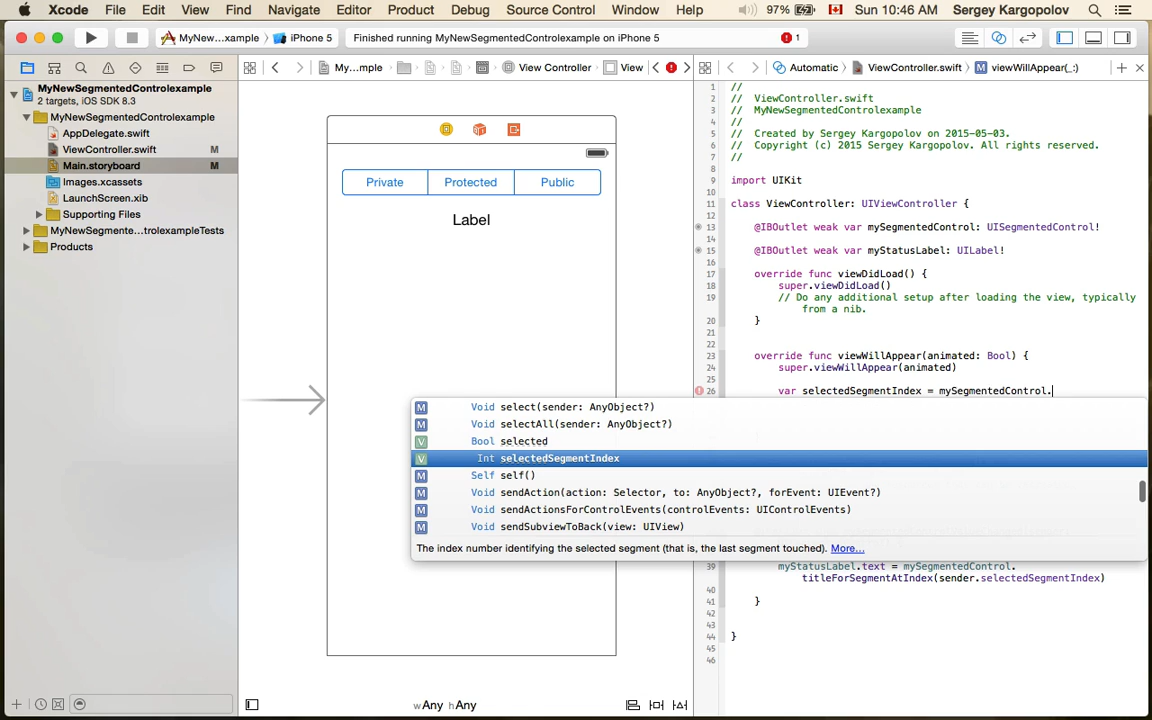 Xcode File Edit View Find Navigate Editor Product Debug Source Control Window Help 97% Sun 10:46 AM Sergey Kargopolov
MyNew...xample iPhone 5 Finished running MyNewSegmentedControlexample on iPhone 5 1
My...mple View Controller View Automatic ViewController.swift viewWillAppear(_:)
MyNewSegmentedControlexample
2 targets, iOS SDK 8.3
MyNewSegmentedControlexample
AppDelegate.swift
ViewController.swift M
Main.storyboard M
Images.xcassets
LaunchScreen.xib
Supporting Files
MyNewSegmente...trolexampleTests
Products
Private Protected Public
Label
wAny hAny
1 //
2 // ViewController.swift
3 // MyNewSegmentedControlexample
4 //
5 // Created by Sergey Kargopolov on 2015-05-03.
6 // Copyright (c) 2015 Sergey Kargopolov. All rights reserved.
7 //
8
9 import UIKit
10
11 class ViewController: UIViewController {
12
13 @IBOutlet weak var mySegmentedControl: UISegmentedControl!
14
15 @IBOutlet weak var myStatusLabel: UILabel!
16
17 override func viewDidLoad() {
18 super.viewDidLoad()
19 // Do any additional setup after loading the view, typically
from a nib.
20 }
21
22
23 override func viewWillAppear(animated: Bool) {
24 super.viewWillAppear(animated)
25
26 var selectedSegmentIndex = mySegmentedControl.
M Void select(sender: AnyObject?)
M Void selectAll(sender: AnyObject?)
V Bool selected
V Int selectedSegmentIndex
M Self self()
M Void sendAction(action: Selector, to: AnyObject?, forEvent: UIEvent?)
M Void sendActionsForControlEvents(controlEvents: UIControlEvents)
M Void sendSubviewToBack(view: UIView)
The index number identifying the selected segment (that is, the last segment touched). More...
39 myStatusLabel.text = mySegmentedControl.
titleForSegmentAtIndex(sender.selectedSegmentIndex)
40
41 }
42
43
44 }
45
46